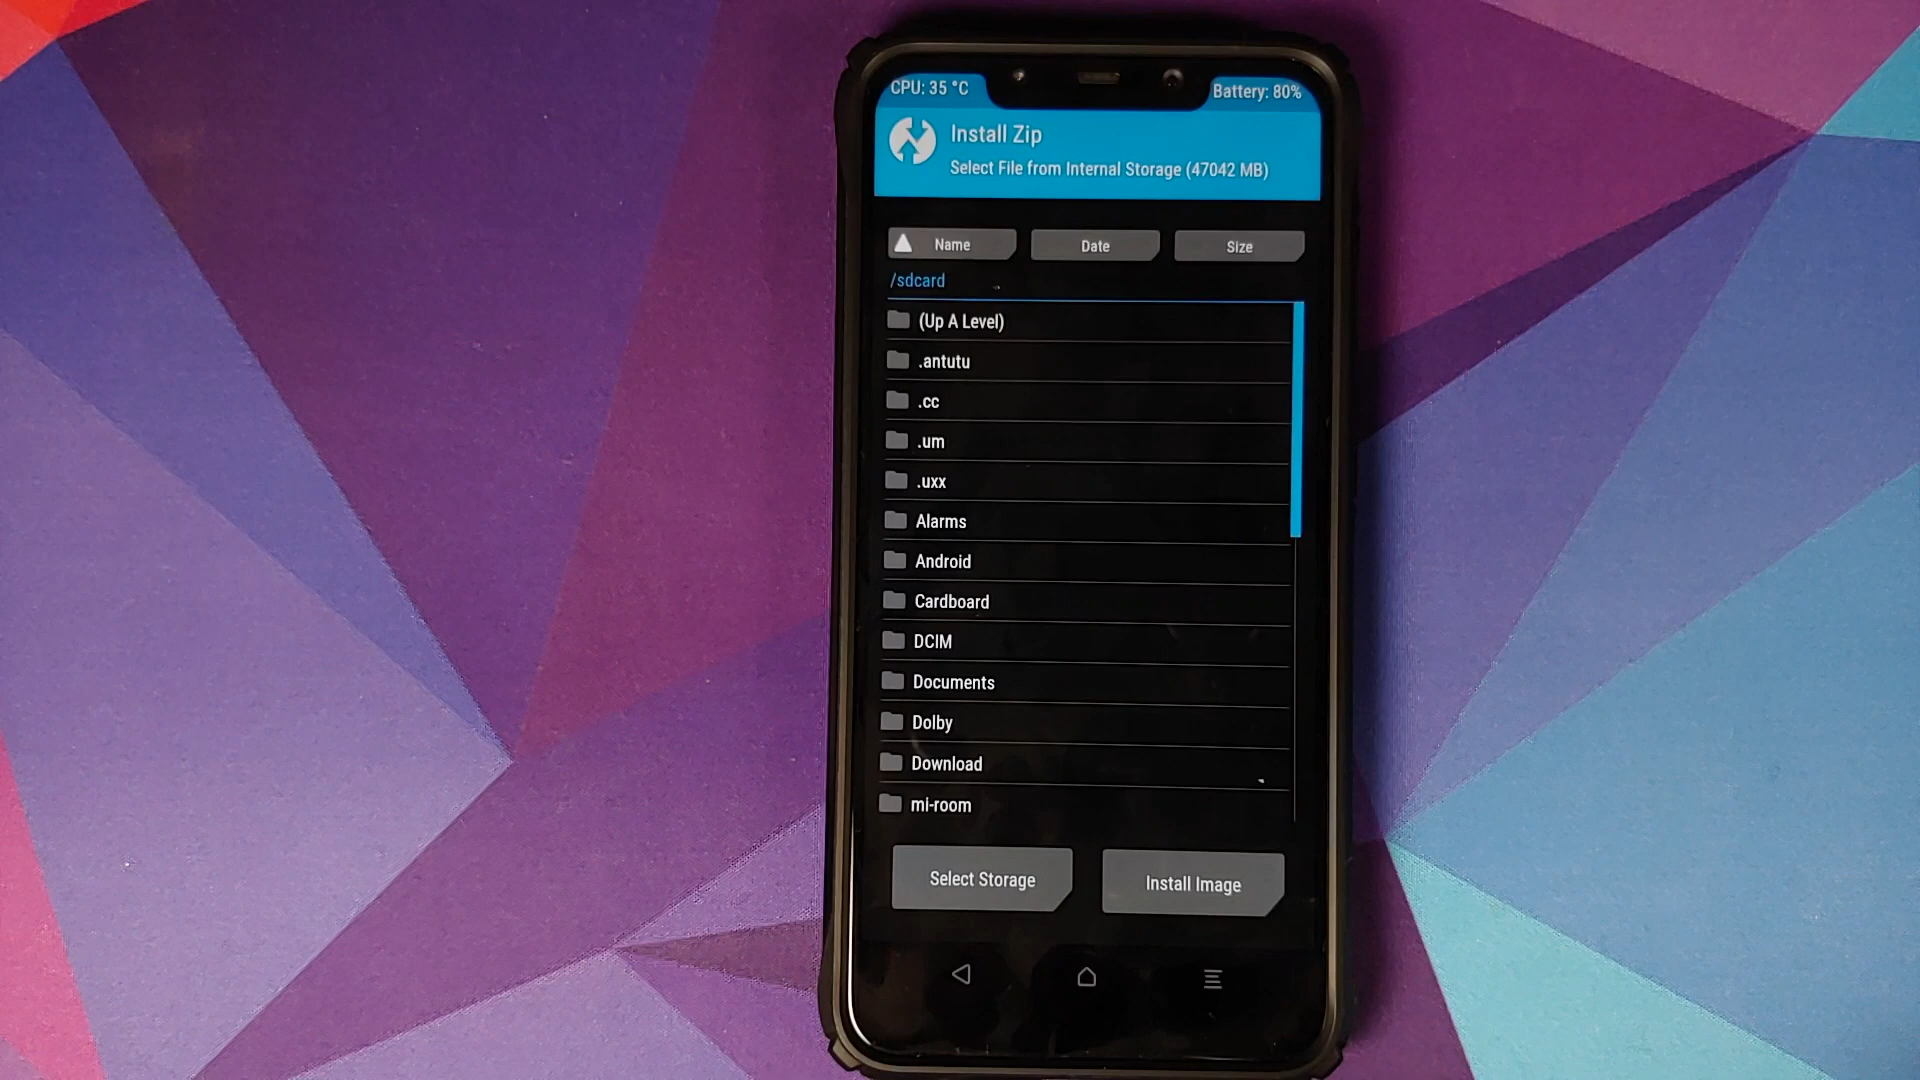 CPU: 35 °C
Battery: 80%
Install Zip
Select File from Internal Storage (47042 MB)
Name
Date
Size
/sdcard
(Up A Level)
.antutu
.cc
.um
.uxx
Alarms
Android
Cardboard
DCIM
Documents
Dolby
Download
mi-room
Select Storage
Install Image